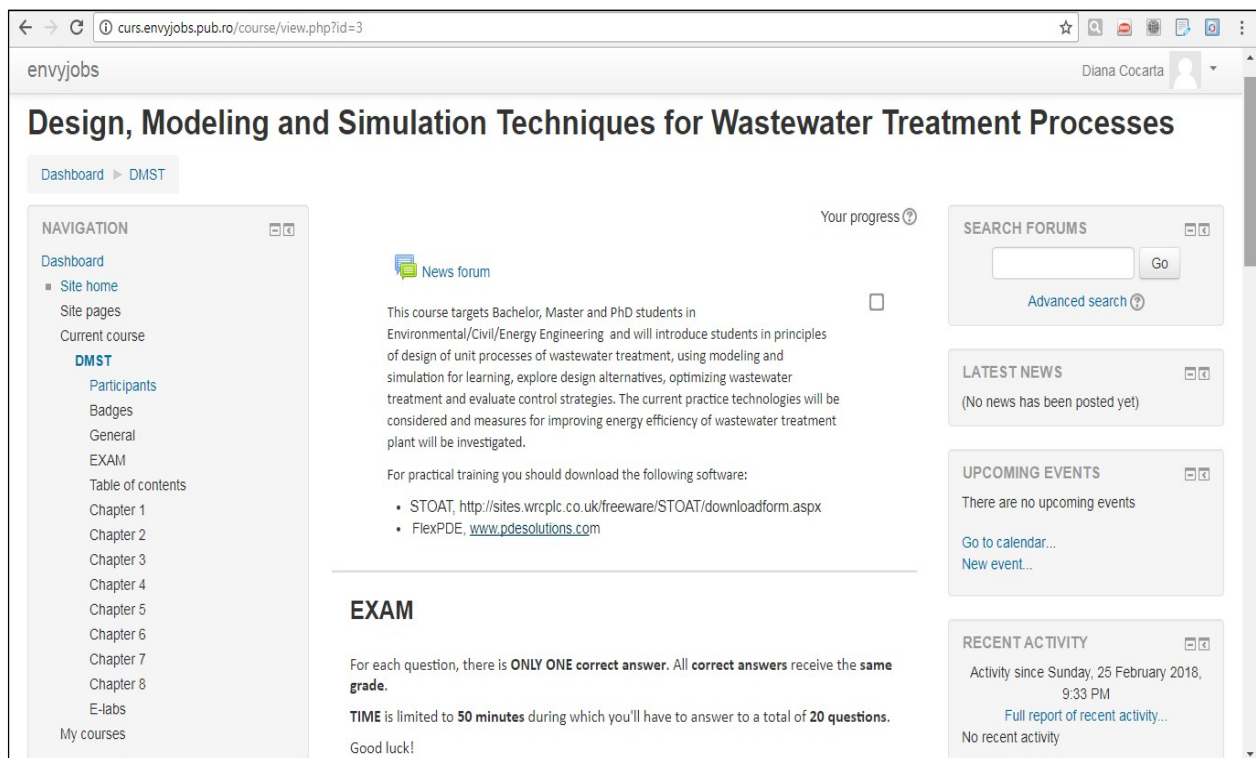 curs.envyjobs.pub.ro/course/view.php?id=3
envyjobs
Diana Cocarta
Design, Modeling and Simulation Techniques for Wastewater Treatment Processes
Dashboard ▶ DMST
NAVIGATION
Dashboard
Site home
Site pages
Current course
DMST
Participants
Badges
General
EXAM
Table of contents
Chapter 1
Chapter 2
Chapter 3
Chapter 4
Chapter 5
Chapter 6
Chapter 7
Chapter 8
E-labs
My courses
Your progress
News forum
This course targets Bachelor, Master and PhD students in
Environmental/Civil/Energy Engineering and will introduce students in principles
of design of unit processes of wastewater treatment, using modeling and
simulation for learning, explore design alternatives, optimizing wastewater
treatment and evaluate control strategies. The current practice technologies will be
considered and measures for improving energy efficiency of wastewater treatment
plant will be investigated.
For practical training you should download the following software:
• STOAT, http://sites.wrcplc.co.uk/freeware/STOAT/downloadform.aspx
• FlexPDE, www.pdesolutions.com
EXAM
For each question, there is ONLY ONE correct answer. All correct answers receive the same
grade.
TIME is limited to 50 minutes during which you'll have to answer to a total of 20 questions.
Good luck!
SEARCH FORUMS
Go
Advanced search
LATEST NEWS
(No news has been posted yet)
UPCOMING EVENTS
There are no upcoming events
Go to calendar...
New event...
RECENT ACTIVITY
Activity since Sunday, 25 February 2018,
9:33 PM
Full report of recent activity...
No recent activity